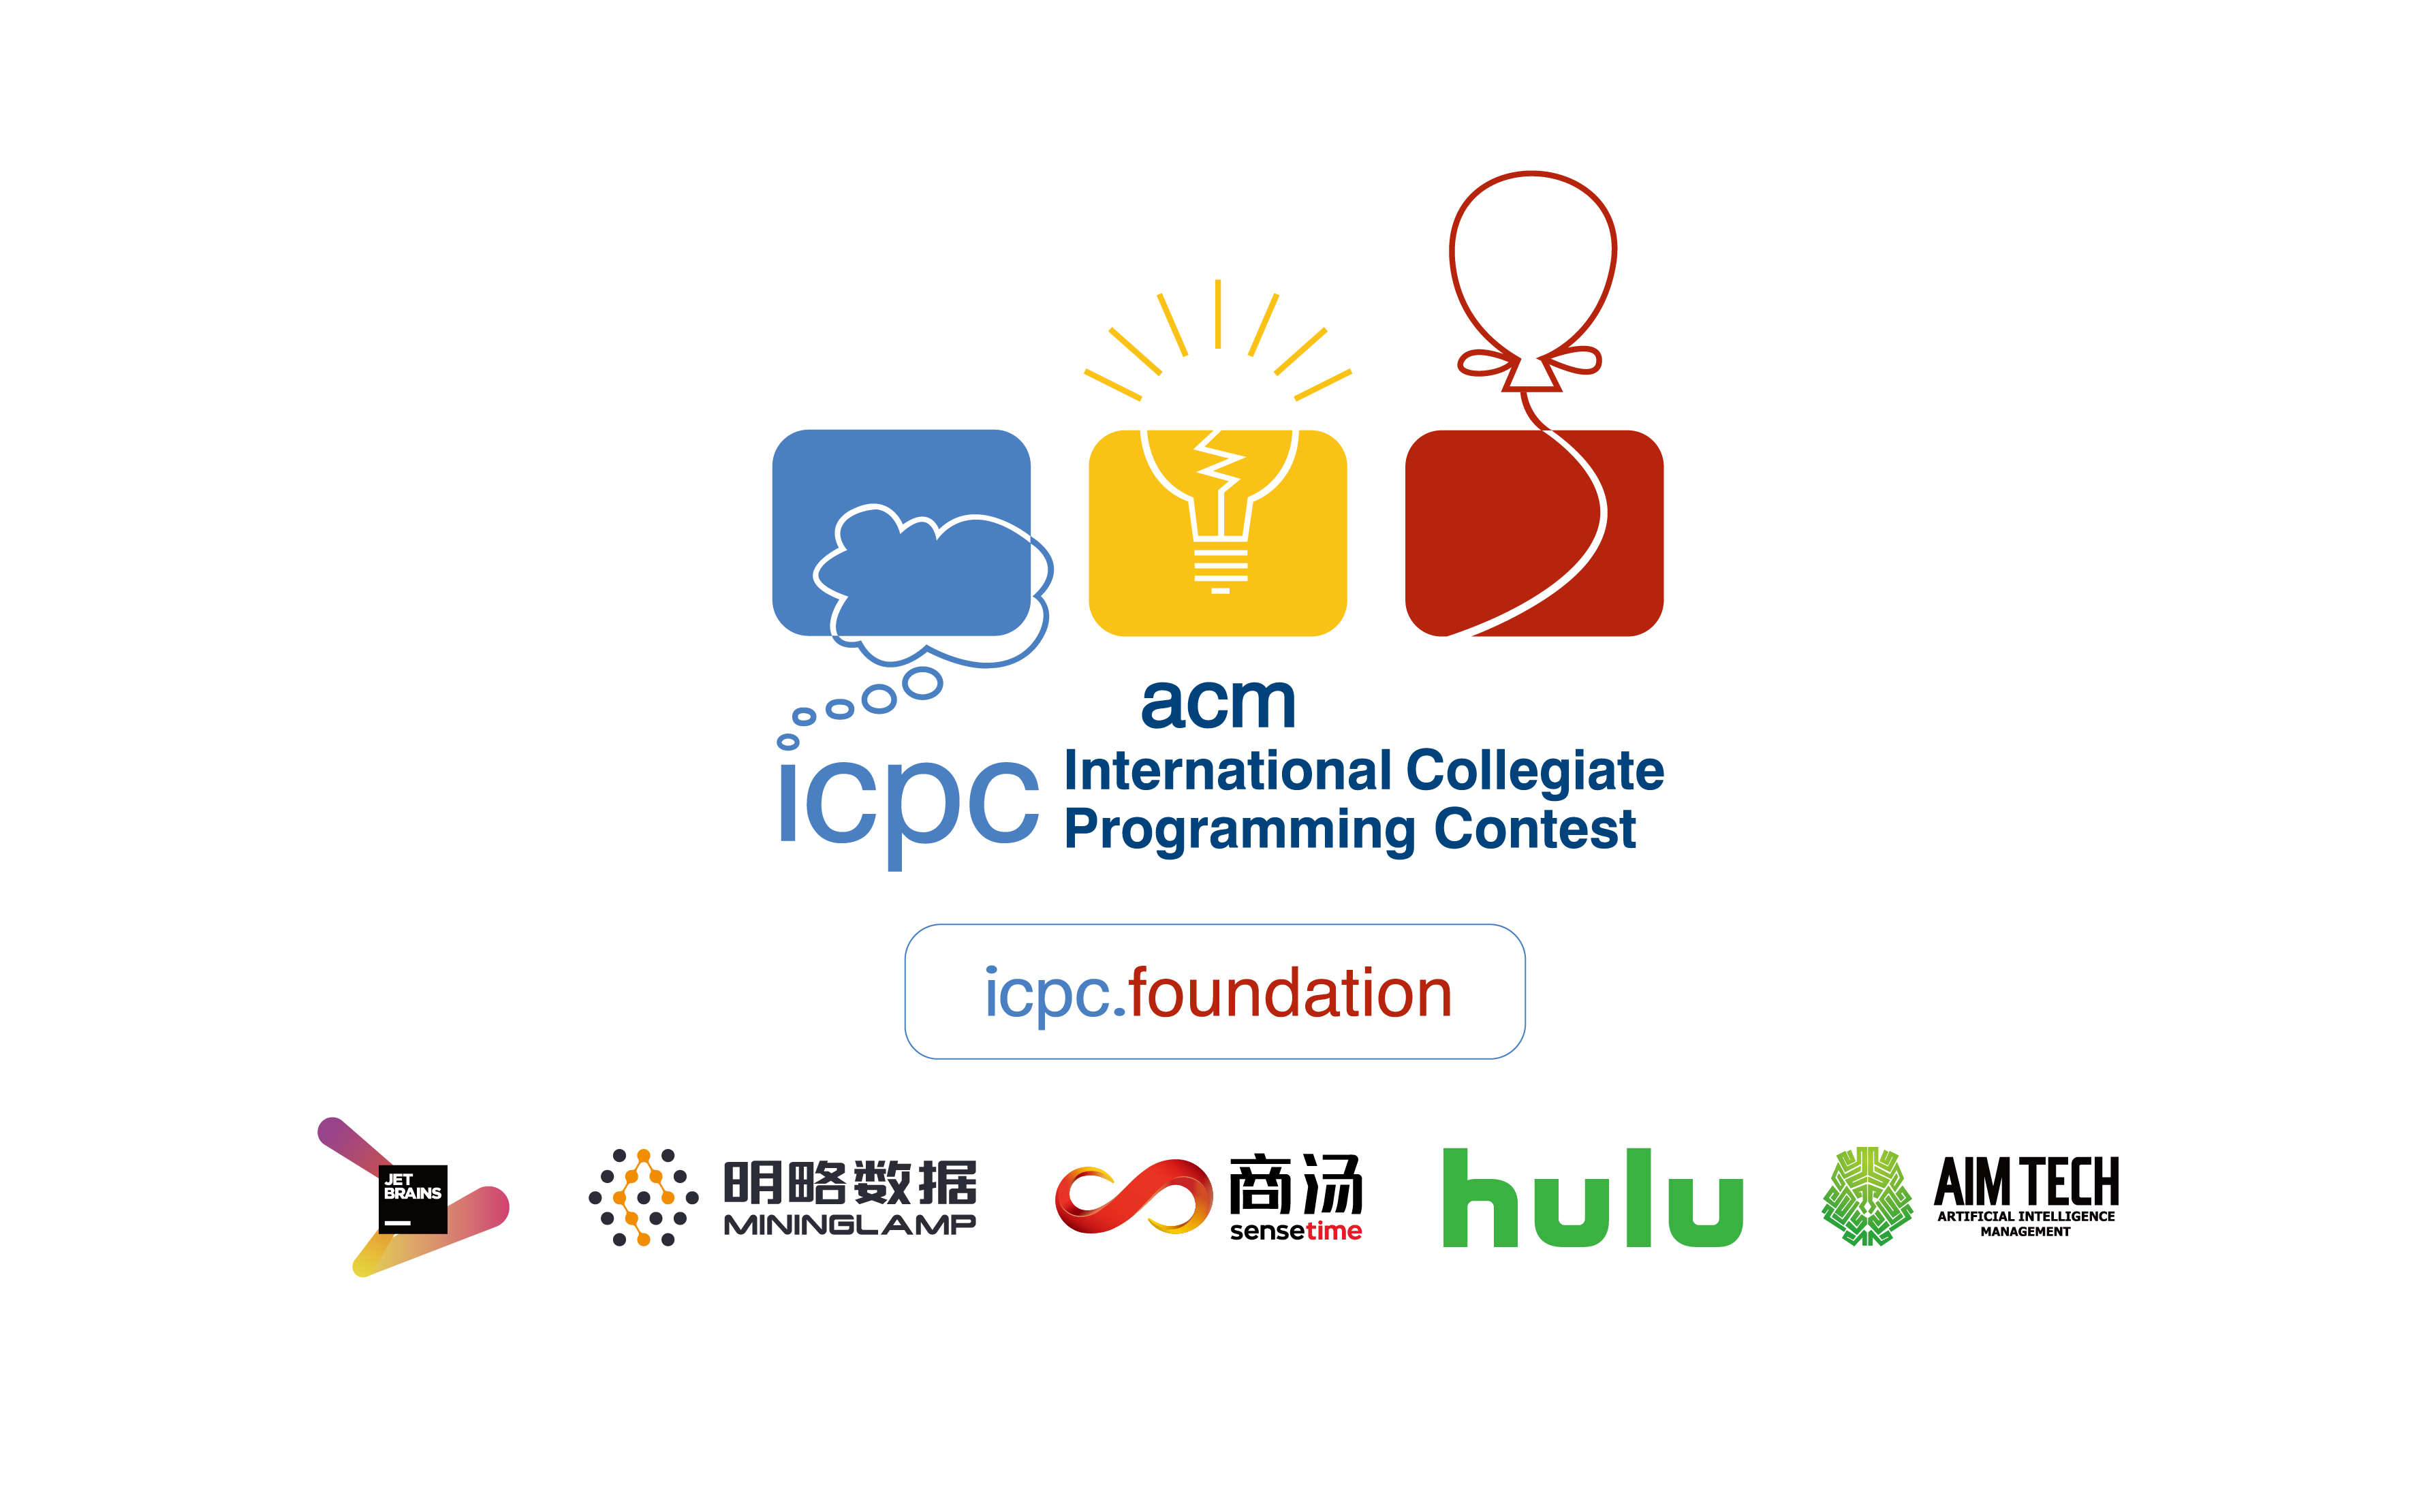 acm
icpc
International Collegiate
Programming Contest
icpc.foundation
JET
BRAINS
明略数据
MININGLAMP
商汤
sensetime
hulu
AIM TECH
ARTIFICIAL INTELLIGENCE
MANAGEMENT